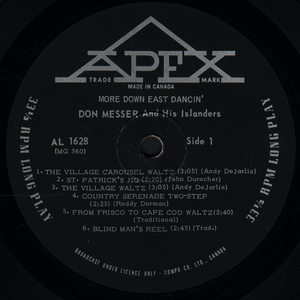 APEX
TRADE MARK
MADE IN CANADA
MORE DOWN EAST DANCIN'
DON MESSER And His Islanders
AL 1628
(MG 360)
Side 1
33⅓ RPM LONG PLAY
33⅓ RPM LONG PLAY
1-THE VILLAGE CAROUSEL WALTZ (3:05) (Andy DeJarlis)
2- ST. PATRICK'S JIG (2:20) (John Durocher)
3- THE VILLAGE WALTZ (3:05) (Andy DeJarlis)
4- COUNTRY SERENADE TWO-STEP
(2:25) (Roddy Dorman)
5- FROM FRISCO TO CAPE COD WALTZ (2:40)
(Traditional)
6- BLIND MAN'S REEL (2:45) (Trad.)
BROADCAST UNDER LICENCE ONLY - COMPO CO. LTD., CANADA